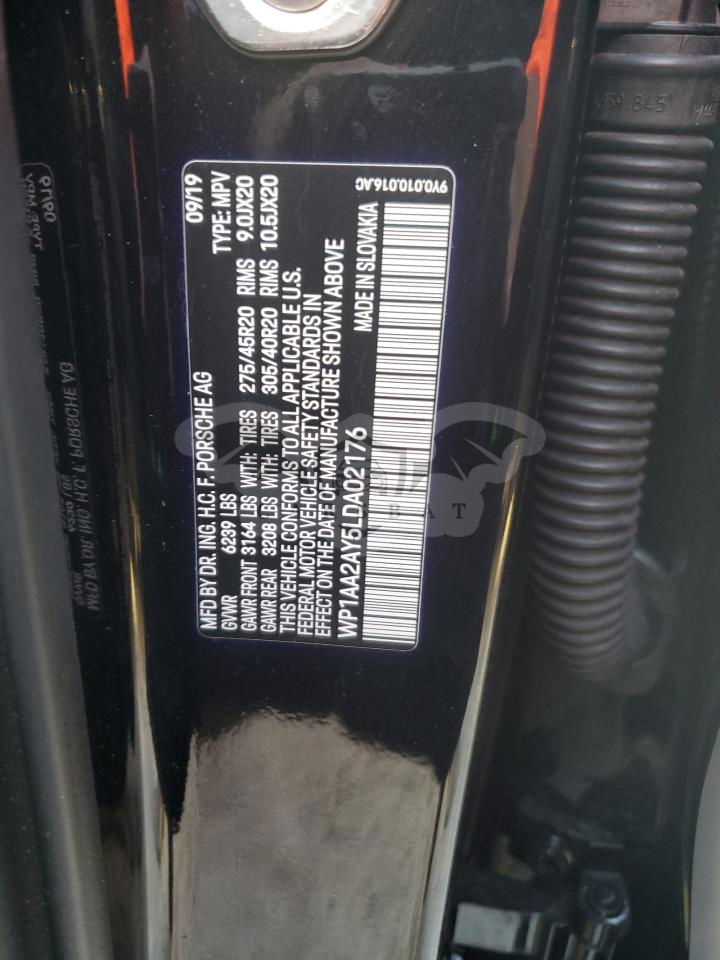 MFD BY DR. ING. H.C. F. PORSCHE AG 09/19
GVWR 6239 LBS TYPE: MPV
GAWR FRONT 3164 LBS WITH: TIRES 275/45R20 RIMS 9.0JX20
GAWR REAR 3208 LBS WITH: TIRES 305/40R20 RIMS 10.5JX20
THIS VEHICLE CONFORMS TO ALL APPLICABLE U.S.
FEDERAL MOTOR VEHICLE SAFETY STANDARDS IN
EFFECT ON THE DATE OF MANUFACTURE SHOWN ABOVE
WP1AA2AY5LDA02176
MADE IN SLOVAKIA
9Y0.010.016.AC
959.845
BAT